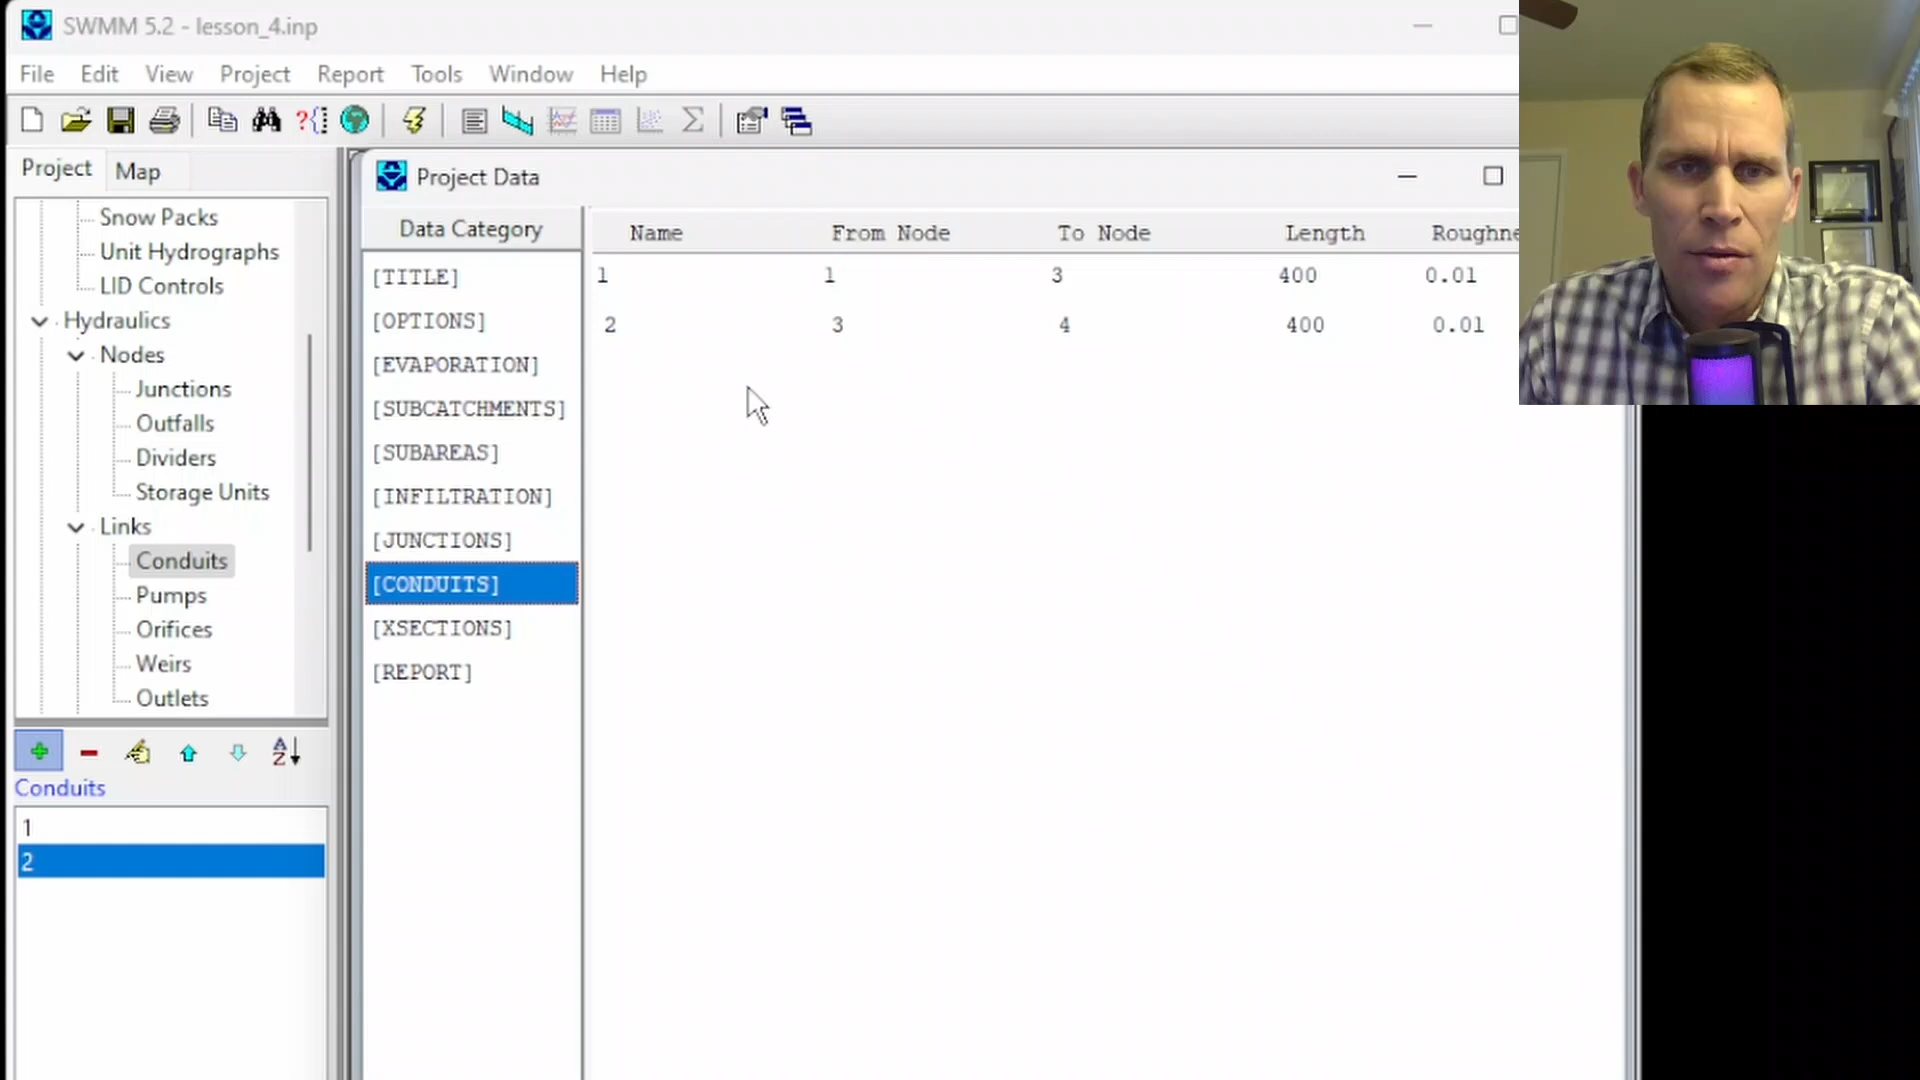 SWMM 5.2 - lesson_4.inp
File Edit View Project Report Tools Window Help
Project Map
Snow Packs
Unit Hydrographs
LID Controls
Hydraulics
Nodes
Junctions
Outfalls
Dividers
Storage Units
Links
Conduits
Pumps
Orifices
Weirs
Outlets
Conduits
1
2
Project Data
Data Category
[TITLE]
[OPTIONS]
[EVAPORATION]
[SUBCATCHMENTS]
[SUBAREAS]
[INFILTRATION]
[JUNCTIONS]
[CONDUITS]
[XSECTIONS]
[REPORT]
Name From Node To Node Length Roughne
1 1 3 400 0.01
2 3 4 400 0.01